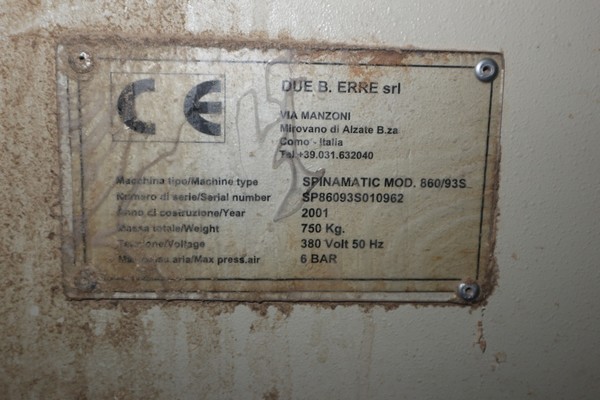 CE
DUE B. ERRE srl
VIA MANZONI
Mirovano di Alzate B.za
Como - Italia
Tel.+39.031.632040
Macchina tipo/Machine type SPINAMATIC MOD. 860/93S
Numero di serie/Serial number SP86093S010962
Anno di costruzione/Year 2001
Massa totale/Weight 750 Kg.
Tensione/Voltage 380 Volt 50 Hz
aria/Max press.air 6 BAR